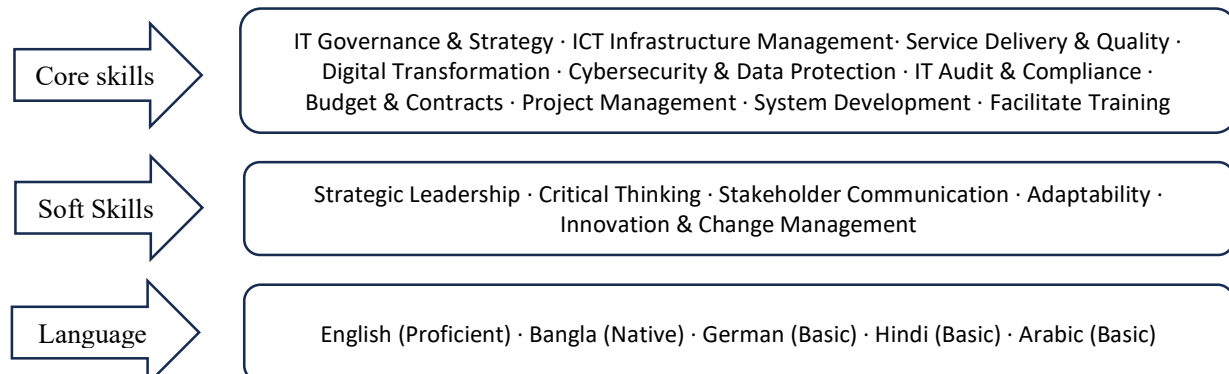 Core skills
IT Governance & Strategy · ICT Infrastructure Management· Service Delivery & Quality ·
Digital Transformation · Cybersecurity & Data Protection · IT Audit & Compliance ·
Budget & Contracts · Project Management · System Development · Facilitate Training
Soft Skills
Strategic Leadership · Critical Thinking · Stakeholder Communication · Adaptability ·
Innovation & Change Management
Language
English (Proficient) · Bangla (Native) · German (Basic) · Hindi (Basic) · Arabic (Basic)